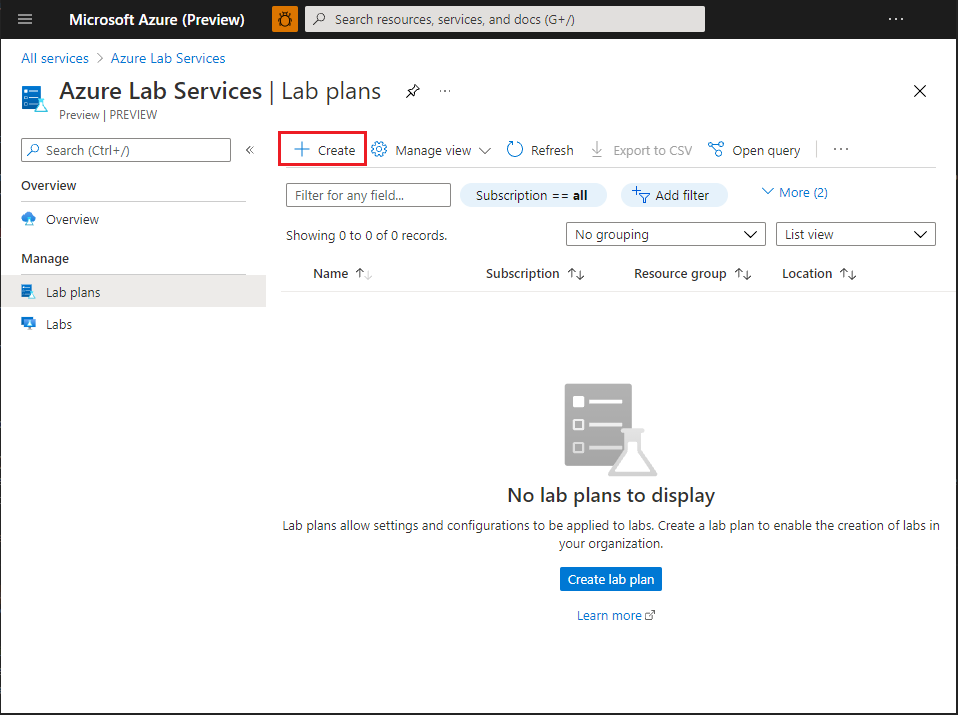 Microsoft Azure (Preview)
Search resources, services, and docs (G+/)
All services > Azure Lab Services
Azure Lab Services | Lab plans
Preview | PREVIEW
Search (Ctrl+/)
«
Create
Manage view
Refresh
Export to CSV
Open query
Overview
Overview
Manage
Lab plans
Labs
Filter for any field...
Subscription == all
Add filter
More (2)
Showing 0 to 0 of 0 records.
No grouping
List view
Name
Subscription
Resource group
Location
No lab plans to display
Lab plans allow settings and configurations to be applied to labs. Create a lab plan to enable the creation of labs in
your organization.
Create lab plan
Learn more